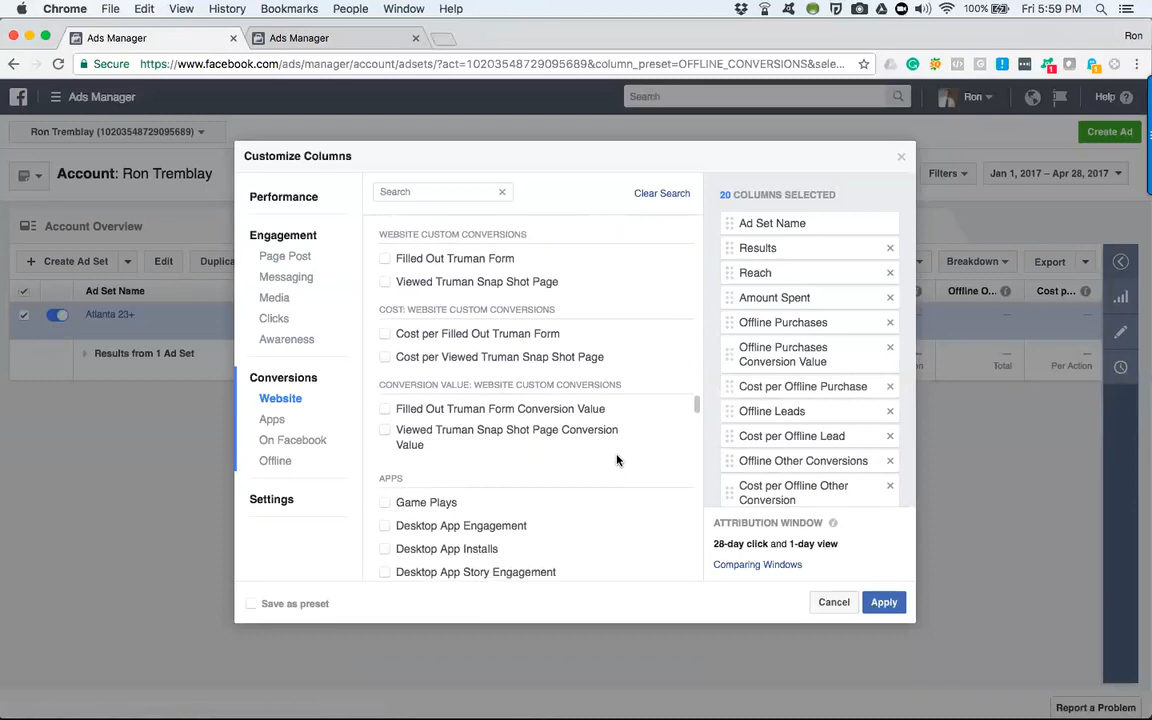 Chrome File Edit View History Bookmarks People Window Help 100% Fri 5:59 PM
Ads Manager Ads Manager Ron
Secure https://www.facebook.com/ads/manager/account/adsets/?act=10203548729095689&column_preset=OFFLINE_CONVERSIONS&sele...
Ads Manager Search Ron Help
Ron Tremblay (10203548729095689) Create Ad
Account: Ron Tremblay Filters Jan 1, 2017 – Apr 28, 2017
Account Overview
+ Create Ad Set Edit Duplica Breakdown Export
Ad Set Name Offline O... Cost p...
Atlanta 23+ — —
Results from 1 Ad Set — —
Total Per Action
Customize Columns
Performance
Engagement
Page Post
Messaging
Media
Clicks
Awareness
Conversions
Website
Apps
On Facebook
Offline
Settings
Search Clear Search
WEBSITE CUSTOM CONVERSIONS
Filled Out Truman Form
Viewed Truman Snap Shot Page
COST: WEBSITE CUSTOM CONVERSIONS
Cost per Filled Out Truman Form
Cost per Viewed Truman Snap Shot Page
CONVERSION VALUE: WEBSITE CUSTOM CONVERSIONS
Filled Out Truman Form Conversion Value
Viewed Truman Snap Shot Page Conversion
Value
APPS
Game Plays
Desktop App Engagement
Desktop App Installs
Desktop App Story Engagement
20 COLUMNS SELECTED
Ad Set Name
Results
Reach
Amount Spent
Offline Purchases
Offline Purchases
Conversion Value
Cost per Offline Purchase
Offline Leads
Cost per Offline Lead
Offline Other Conversions
Cost per Offline Other
Conversion
ATTRIBUTION WINDOW
28-day click and 1-day view
Comparing Windows
Save as preset Cancel Apply
Report a Problem